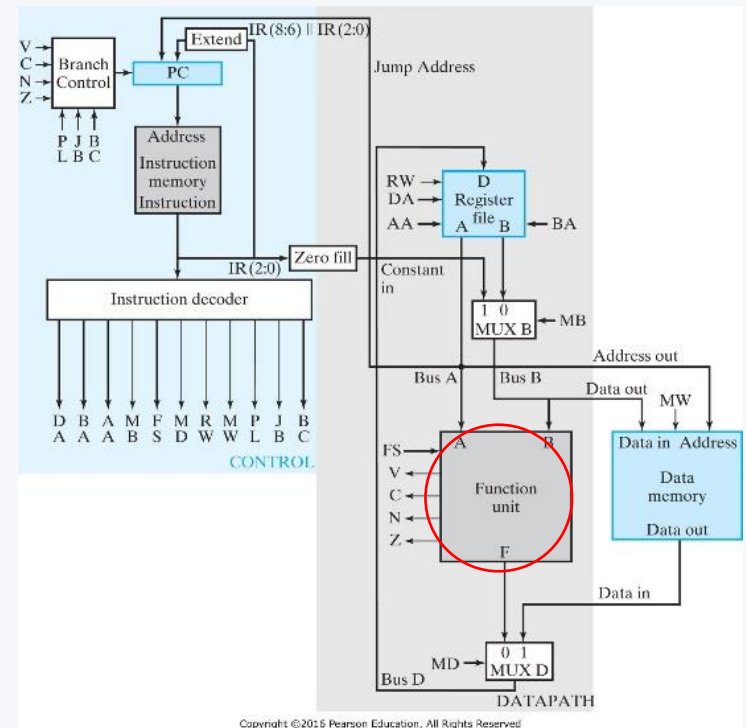 IR(8:6) || IR(2:0)
Extend
V
C
N
Z
Branch
Control
PC
Jump Address
P J B
L B C
Address
Instruction
memory
Instruction
RW
DA
AA
D
Register
file
A B
BA
IR(2:0)
Zero fill
Constant
in
Instruction decoder
1 0
MUX B
MB
Address out
Bus A
Bus B
Data out
MW
D B A M F M R M P J B
A A A B S D W W L B C
CONTROL
FS
V
C
N
Z
A B
Function
unit
F
Data in Address
Data
memory
Data out
Data in
0 1
MUX D
MD
Bus D
DATAPATH
Copyright ©2016 Pearson Education, All Rights Reserved